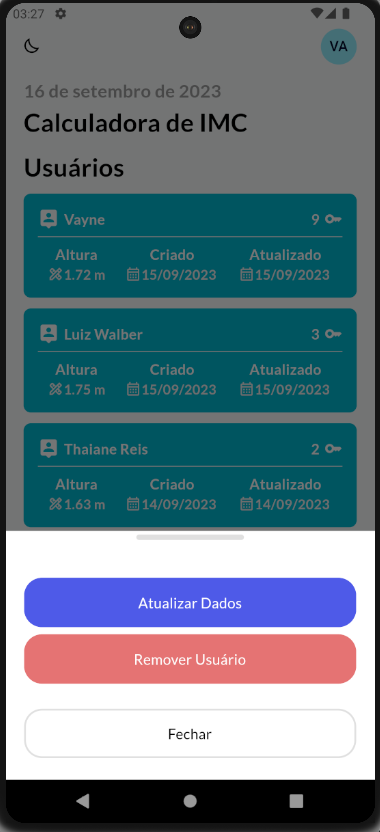 03:27
VA
16 de setembro de 2023
Calculadora de IMC
Usuários
Vayne 9
Altura Criado Atualizado
1.72 m 15/09/2023 15/09/2023
Luiz Walber 3
Altura Criado Atualizado
1.75 m 15/09/2023 15/09/2023
Thaiane Reis 2
Altura Criado Atualizado
1.63 m 14/09/2023 14/09/2023
Atualizar Dados
Remover Usuário
Fechar